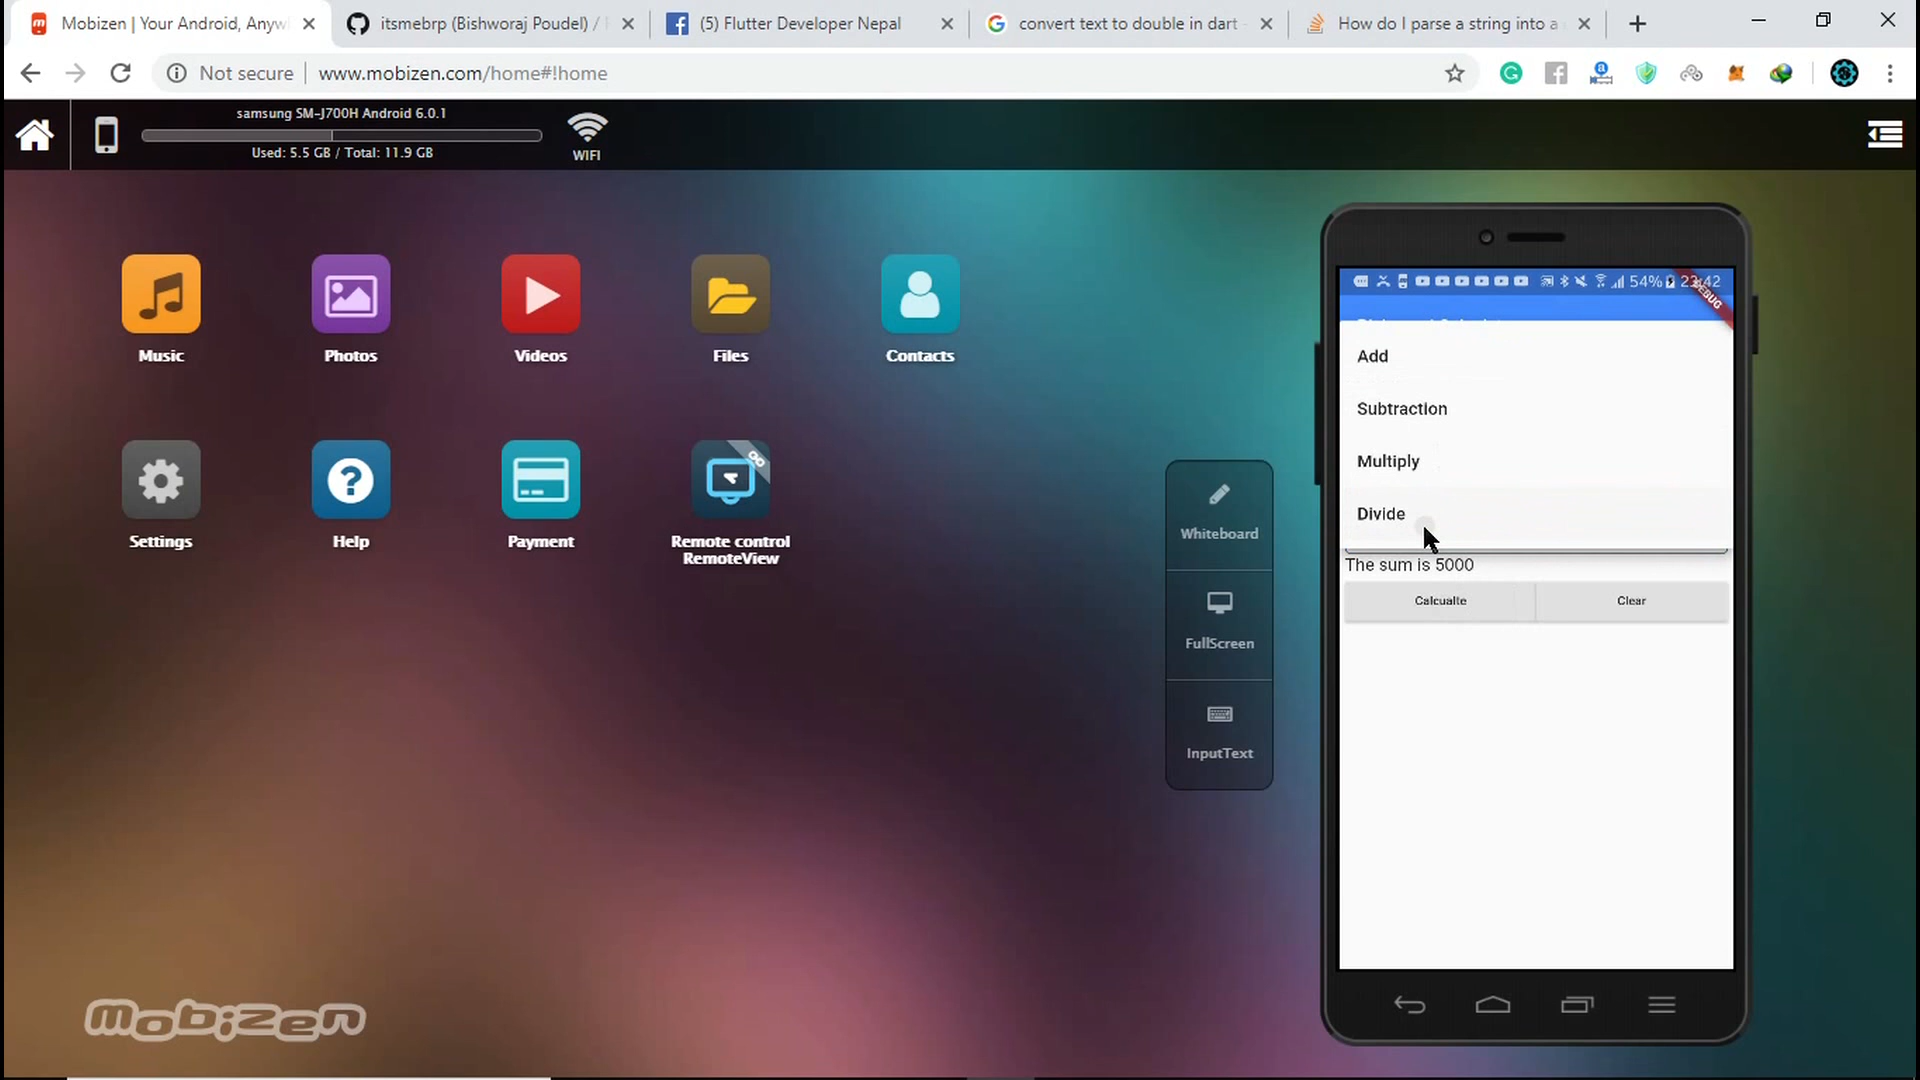 Mobizen | Your Android, Anyw
itsmebrp (Bishworaj Poudel) /
(5) Flutter Developer Nepal
convert text to double in dart
How do I parse a string into a
Not secure
www.mobizen.com/home#!home
samsung SM-J700H Android 6.0.1
Used: 5.5 GB / Total: 11.9 GB
WIFI
Music
Photos
Videos
Files
Contacts
Settings
Help
Payment
Remote control
RemoteView
Whiteboard
FullScreen
InputText
54%
23:42
DEBUG
Add
Subtraction
Multiply
Divide
The sum is 5000
Calcualte
Clear
mobizen